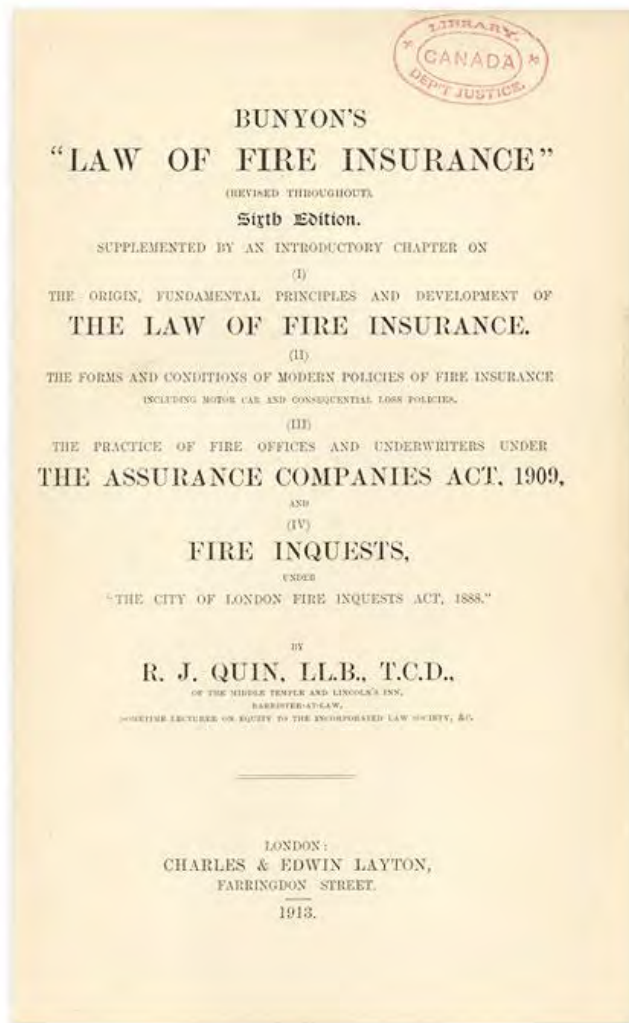 LIBRARY.
CANADA
DEP'T JUSTICE.
BUNYON'S
“LAW OF FIRE INSURANCE”
(REVISED THROUGHOUT).
Sixth Edition.
SUPPLEMENTED BY AN INTRODUCTORY CHAPTER ON
(I)
THE ORIGIN, FUNDAMENTAL PRINCIPLES AND DEVELOPMENT OF
THE LAW OF FIRE INSURANCE.
(II)
THE FORMS AND CONDITIONS OF MODERN POLICIES OF FIRE INSURANCE
INCLUDING MOTOR CAR AND CONSEQUENTIAL LOSS POLICIES.
(III)
THE PRACTICE OF FIRE OFFICES AND UNDERWRITERS UNDER
THE ASSURANCE COMPANIES ACT, 1909,
AND
(IV)
FIRE INQUESTS,
UNDER
“THE CITY OF LONDON FIRE INQUESTS ACT, 1888.”
BY
R. J. QUIN, LL.B., T.C.D.,
OF THE MIDDLE TEMPLE AND LINCOLN'S INN,
BARRISTER-AT-LAW,
SOMETIME LECTURER ON EQUITY TO THE INCORPORATED LAW SOCIETY, &C.
LONDON:
CHARLES & EDWIN LAYTON,
FARRINGDON STREET.
1913.